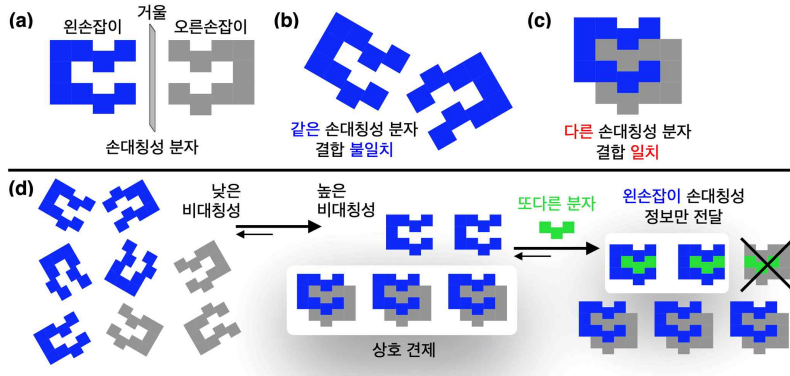 (a)
거울
왼손잡이
오른손잡이
손대칭성 분자
(b)
같은 손대칭성 분자
결합 불일치
(c)
다른 손대칭성 분자
결합 일치
(d)
낮은
비대칭성
높은
비대칭성
상호 견제
또다른 분자
왼손잡이 손대칭성
정보만 전달